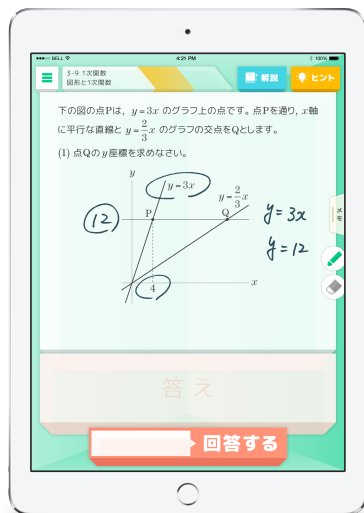 BELL 4:21 PM 100%
3-9 1次関数
図形と1次関数
解説
ヒント
下の図の点Pは、y=3x のグラフ上の点です。点Pを通り、x軸
に平行な直線と y=2/3x のグラフの交点をQとします。
(1) 点Qのy座標を求めなさい。
y
y=3x
y=2/3x
12
P
Q
y=3x
y=12
メモ
4
x
答え
回答する